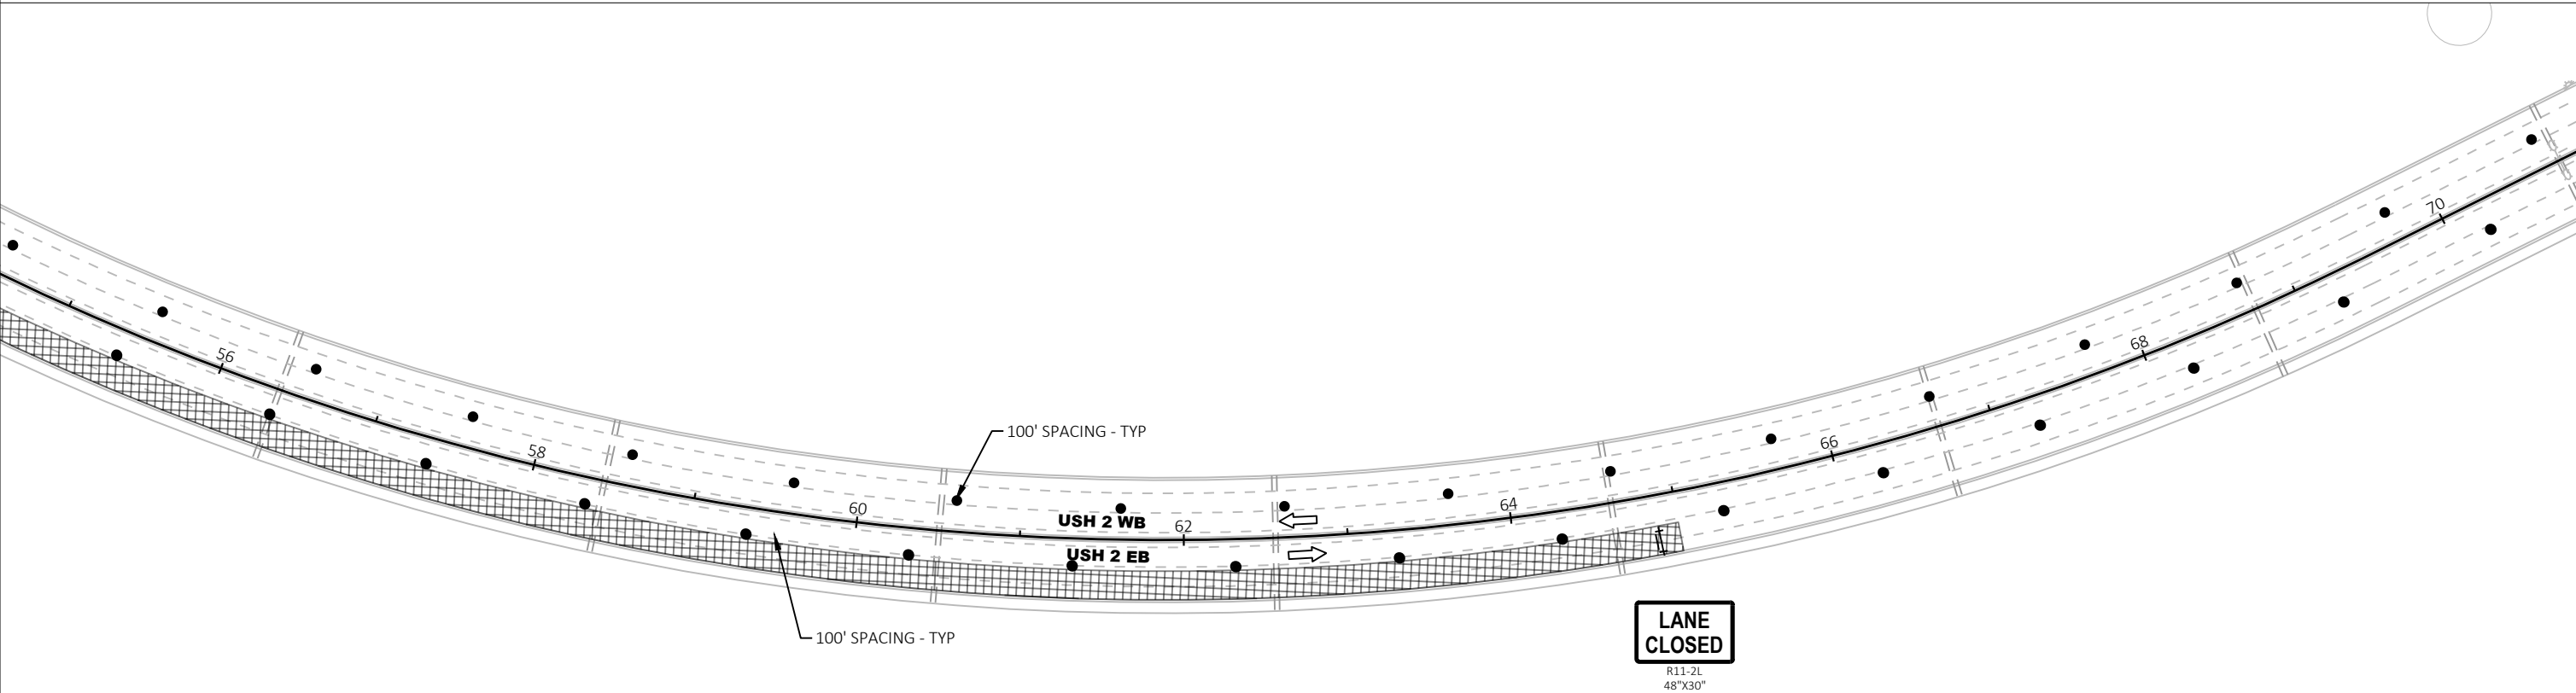 70
68
56
66
100' SPACING - TYP
58
64
60
USH 2 WB
62
USH 2 EB
100' SPACING - TYP
LANE
CLOSED
R11-2L
48"X30"